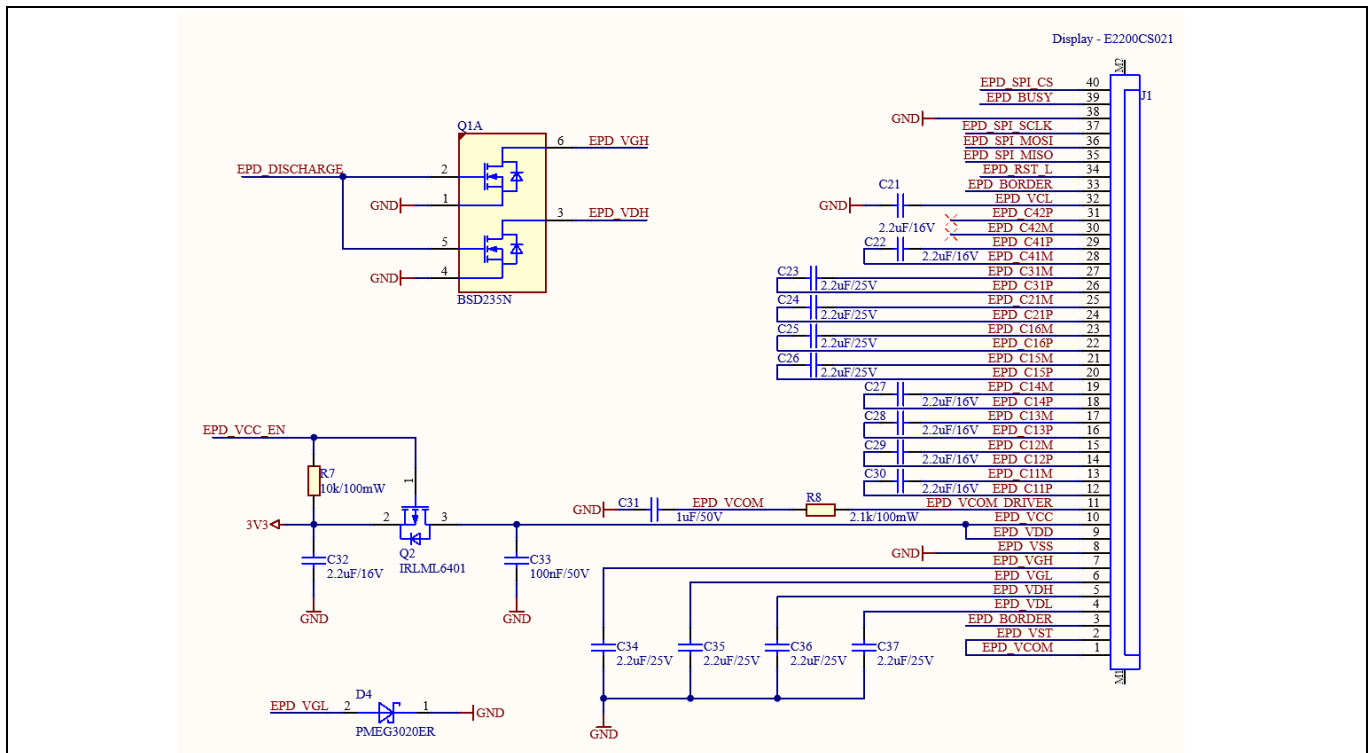 Display - E2200CS021
M2
J1
EPD_SPI_CS 40
EPD_BUSY 39
GND 38
EPD_SPI_SCLK 37
EPD_SPI_MOSI 36
EPD_SPI_MISO 35
EPD_RST_L 34
EPD_BORDER 33
C21
GND EPD_VCL 32
2.2uF/16V
EPD_C42P 31
EPD_C42M 30
C22 EPD_C41P 29
2.2uF/16V EPD_C41M 28
C23 EPD_C31M 27
2.2uF/25V EPD_C31P 26
C24 EPD_C21M 25
2.2uF/25V EPD_C21P 24
C25 EPD_C16M 23
2.2uF/25V EPD_C16P 22
C26 EPD_C15M 21
2.2uF/25V EPD_C15P 20
C27 EPD_C14M 19
2.2uF/16V EPD_C14P 18
C28 EPD_C13M 17
2.2uF/16V EPD_C13P 16
C29 EPD_C12M 15
2.2uF/16V EPD_C12P 14
C30 EPD_C11M 13
2.2uF/16V EPD_C11P 12
GND C31 EPD_VCOM R8 EPD_VCOM_DRIVER 11
1uF/50V 2.1k/100mW
EPD_VCC 10
EPD_VDD 9
GND EPD_VSS 8
EPD_VGH 7
EPD_VGL 6
EPD_VDH 5
EPD_VDL 4
EPD_BORDER 3
EPD_VST 2
EPD_VCOM 1
M1
Q1A
EPD_DISCHARGE 2 6 EPD_VGH
GND 1
3 EPD_VDH
5
GND 4
BSD235N
EPD_VCC_EN
R7
10k/100mW
1
3V3 2 3
Q2
IRLML6401
C32
2.2uF/16V
GND
C33
100nF/50V
GND
C34
2.2uF/25V
C35
2.2uF/25V
C36
2.2uF/25V
C37
2.2uF/25V
GND
D4
EPD_VGL 2 1 GND
PMEG3020ER